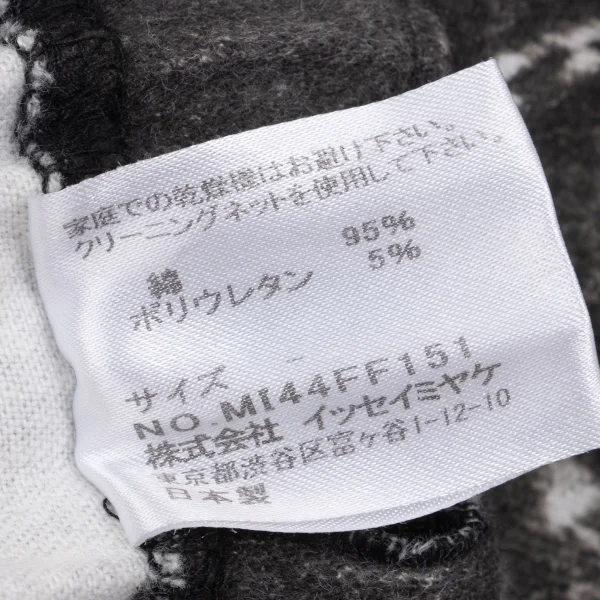 家庭での乾燥機はお避け下さい。
クリーニングネットを使用して下さい。
綿 95%
ポリウレタン 5%
サイズ -
NO.MI44FF151
株式会社 イッセイミヤケ
東京都渋谷区富ヶ谷1-12-10
日本製